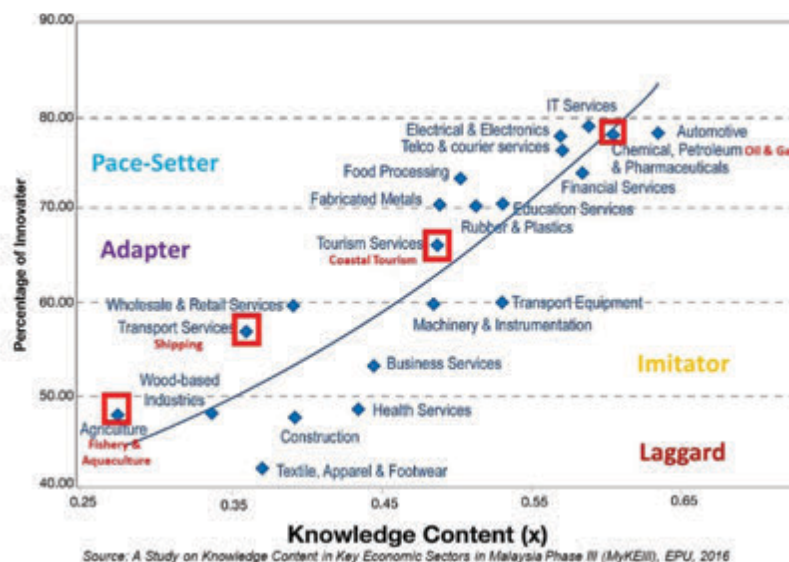 90.00
80.00
70.00
60.00
50.00
40.00
Percentage of Innovater
Pace-Setter
Adapter
Imitator
Laggard
IT Services
Electrical & Electronics
Telco & courier services
Automotive
Chemical, Petroleum Oil & Ga
& Pharmaceuticals
Food Processing
Financial Services
Fabricated Metals
Education Services
Rubber & Plastics
Tourism Services
Coastal Tourism
Wholesale & Retail Services
Transport Equipment
Transport Services
Shipping
Machinery & Instrumentation
Business Services
Wood-based
Industries
Agriculture
Fishery &
Aquaculture
Health Services
Construction
Textile, Apparel & Footwear
0.25 0.35 0.45 0.55 0.65
Knowledge Content (x)
Source: A Study on Knowledge Content in Key Economic Sectors in Malaysia Phase III (MyKEIII), EPU, 2016